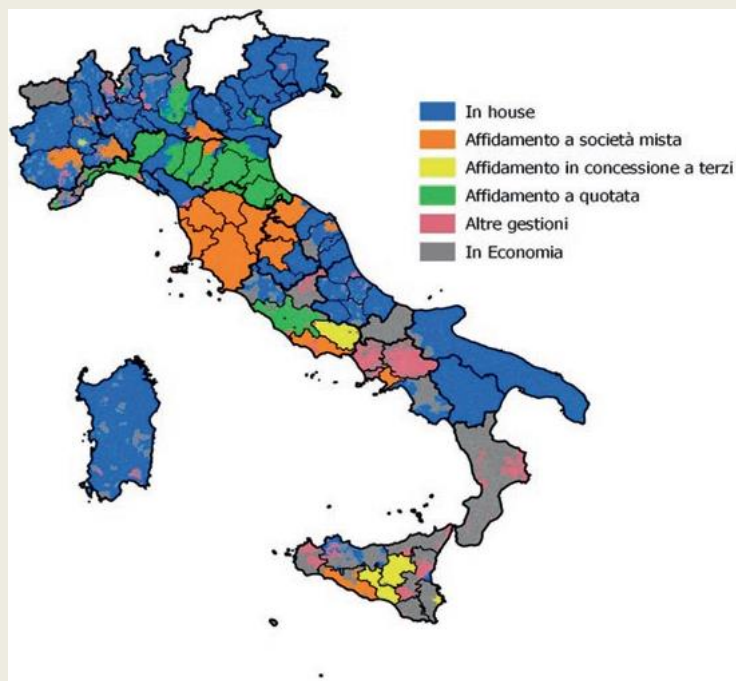 In house
Affidamento a società mista
Affidamento in concessione a terzi
Affidamento a quotata
Altre gestioni
In Economia